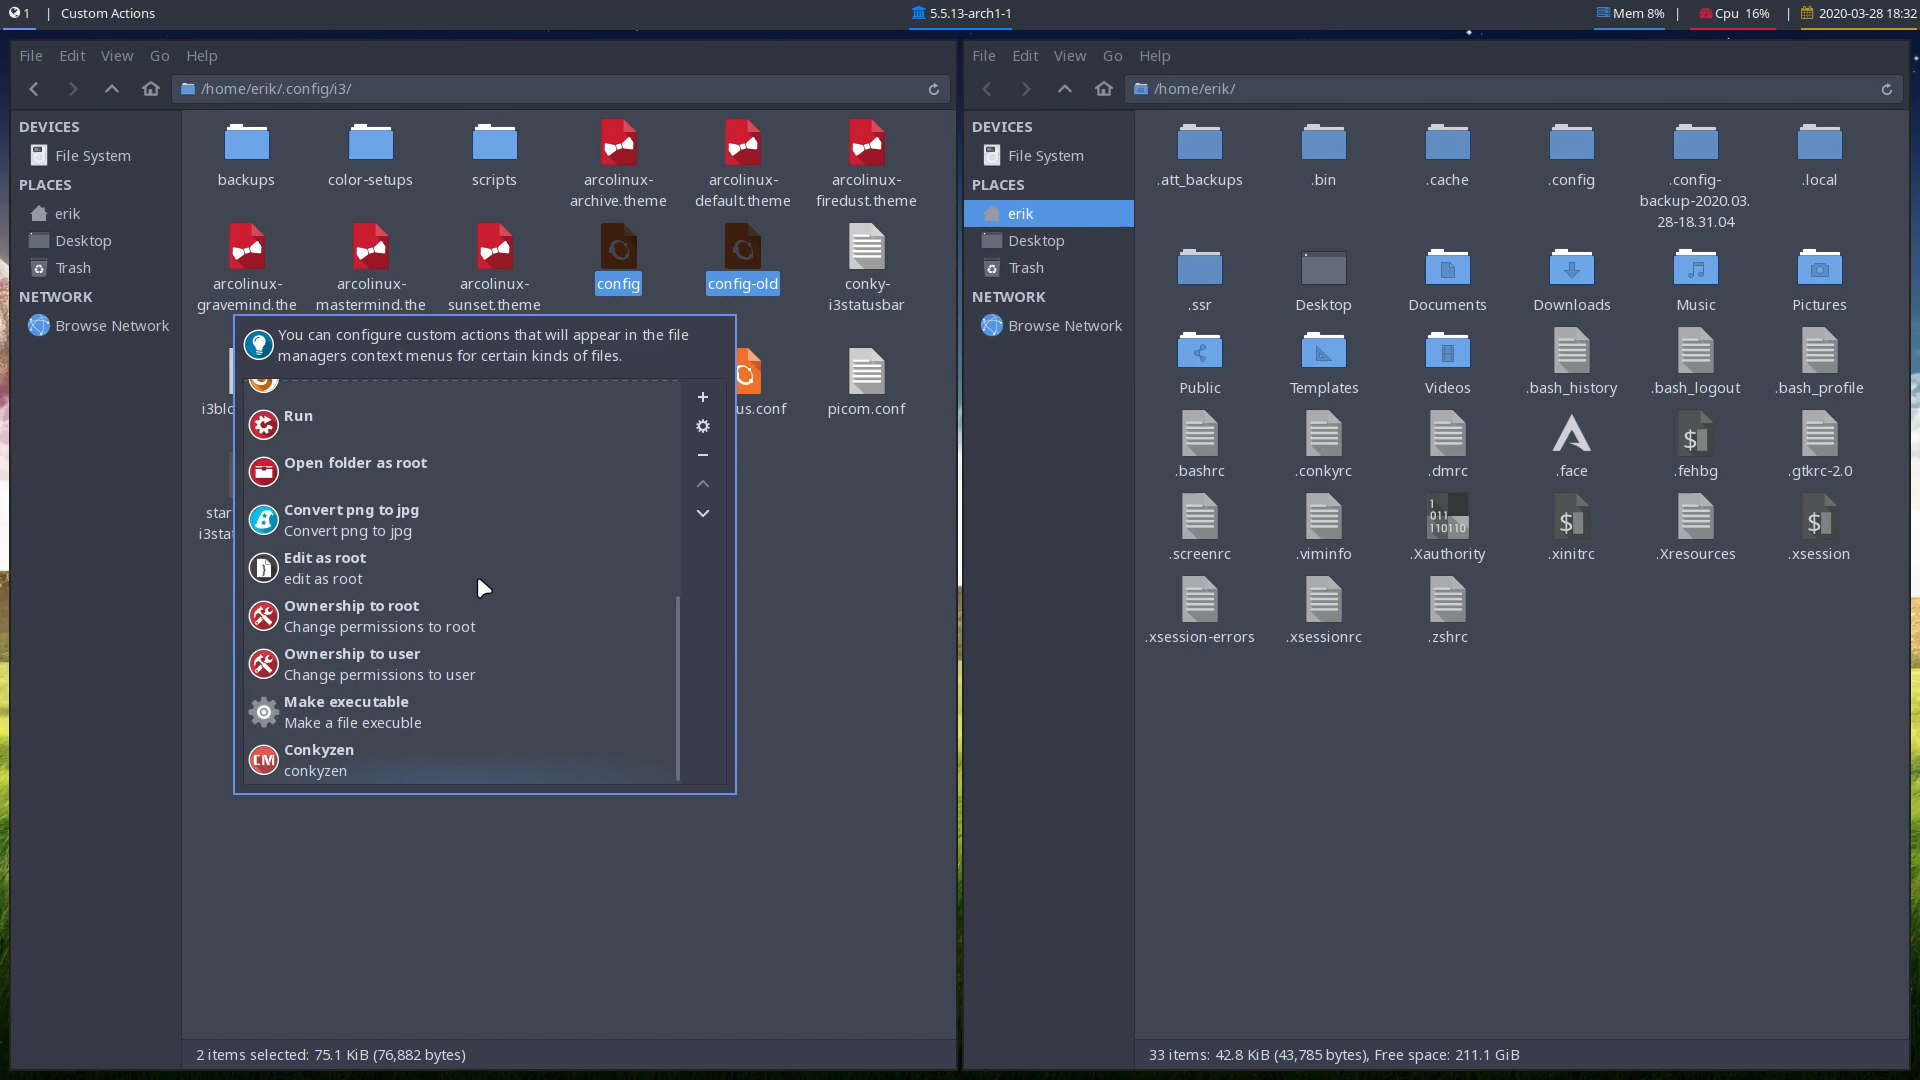 1 | Custom Actions
5.5.13-arch1-1
Mem 8% | Cpu 16% | 2020-03-28 18:32
File Edit View Go Help
/home/erik/.config/i3/
DEVICES
File System
PLACES
erik
Desktop
Trash
NETWORK
Browse Network
backups
color-setups
scripts
arcolinux-
archive.theme
arcolinux-
default.theme
arcolinux-
firedust.theme
arcolinux-
gravemind.the
arcolinux-
mastermind.the
arcolinux-
sunset.theme
config
config-old
conky-
i3statusbar
us.conf
picom.conf
You can configure custom actions that will appear in the file
managers context menus for certain kinds of files.
Run
Open folder as root
Convert png to jpg
Convert png to jpg
Edit as root
edit as root
Ownership to root
Change permissions to root
Ownership to user
Change permissions to user
Make executable
Make a file execuble
Conkyzen
CM
conkyzen
2 items selected: 75.1 KiB (76,882 bytes)
File Edit View Go Help
/home/erik/
DEVICES
File System
PLACES
erik
Desktop
Trash
NETWORK
Browse Network
.att_backups
.bin
.cache
.config
.config-
backup-2020.03.
28-18.31.04
.local
.ssr
Desktop
Documents
Downloads
Music
Pictures
Public
Templates
Videos
.bash_history
.bash_logout
.bash_profile
.bashrc
.conkyrc
.dmrc
.face
$
.fehbg
.gtkrc-2.0
.screenrc
.viminfo
1
011
110110
.Xauthority
$
.xinitrc
.Xresources
$
.xsession
.xsession-errors
.xsessionrc
.zshrc
33 items: 42.8 KiB (43,785 bytes), Free space: 211.1 GiB